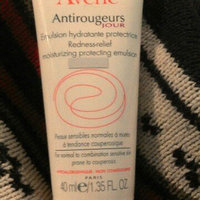 Avène
Antirougeurs
JOUR
Émulsion hydratante protectrice
Redness-relief
moisturizing protecting emulsion
Peaux sensibles normales à mixtes
à tendance couperosique
For normal to combination sensitive skin
prone to couperosis
HYPOALLERGÉNIQUE - NON COMÉDOGÈNE
PARIS
40 ml e 1.35 FL. OZ.